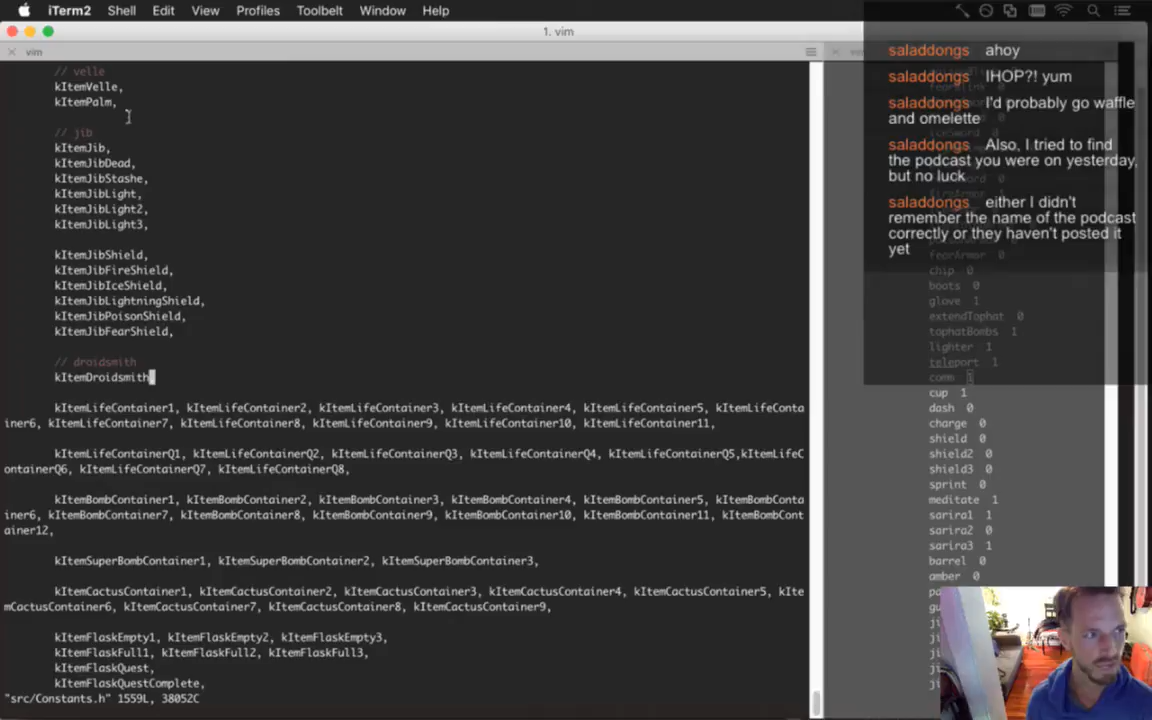 iTerm2 Shell Edit View Profiles Toolbelt Window Help
1. vim
vim
// velle
kItemVelle,
kItemPalm,
// jib
kItemJib,
kItemJibDead,
kItemJibStashe,
kItemJibLight,
kItemJibLight2,
kItemJibLight3,
kItemJibShield,
kItemJibFireShield,
kItemJibIceShield,
kItemJibLightningShield,
kItemJibPoisonShield,
kItemJibFearShield,
// droidsmith
kItemDroidsmith
kItemLifeContainer1, kItemLifeContainer2, kItemLifeContainer3, kItemLifeContainer4, kItemLifeContainer5, kItemLifeConta
iner6, kItemLifeContainer7, kItemLifeContainer8, kItemLifeContainer9, kItemLifeContainer10, kItemLifeContainer11,
kItemLifeContainerQ1, kItemLifeContainerQ2, kItemLifeContainerQ3, kItemLifeContainerQ4, kItemLifeContainerQ5,kItemLifeC
ontainerQ6, kItemLifeContainerQ7, kItemLifeContainerQ8,
kItemBombContainer1, kItemBombContainer2, kItemBombContainer3, kItemBombContainer4, kItemBombContainer5, kItemBombConta
iner6, kItemBombContainer7, kItemBombContainer8, kItemBombContainer9, kItemBombContainer10, kItemBombContainer11, kItemBombCont
ainer12,
kItemSuperBombContainer1, kItemSuperBombContainer2, kItemSuperBombContainer3,
kItemCactusContainer1, kItemCactusContainer2, kItemCactusContainer3, kItemCactusContainer4, kItemCactusContainer5, kIte
mCactusContainer6, kItemCactusContainer7, kItemCactusContainer8, kItemCactusContainer9,
kItemFlaskEmpty1, kItemFlaskEmpty2, kItemFlaskEmpty3,
kItemFlaskFull1, kItemFlaskFull2, kItemFlaskFull3,
kItemFlaskQuest,
kItemFlaskQuestComplete,
"src/Constants.h" 1559L, 38052C
saladdongs ahoy
saladdongs IHOP?! yum
saladdongs I'd probably go waffle
and omelette
saladdongs Also, I tried to find
the podcast you were on yesterday,
but no luck
saladdongs either I didn't
remember the name of the podcast
correctly or they haven't posted it
yet
fearArmor 0
chip 0
boots 0
glove 1
extendTophat 0
tophatBombs 1
lighter 1
teleport 1
comm 1
cup 1
dash 0
charge 0
shield 0
shield2 0
shield3 0
sprint 0
meditate 1
sarira1 1
sarira2 0
sarira3 1
barrel 0
amber 0